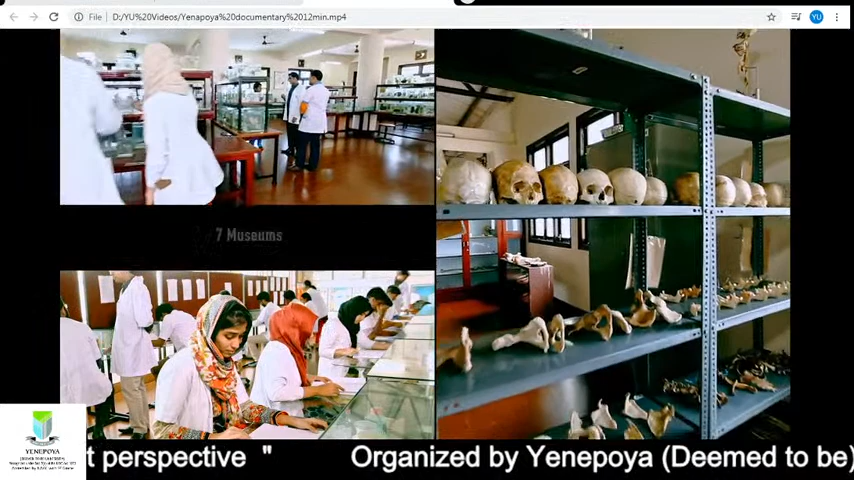 File | D:/YU%20Videos/Yenapoya%20documentary%2012min.mp4
YU
7 Museums
YENEPOYA
t perspective " Organized by Yenepoya (Deemed to be)